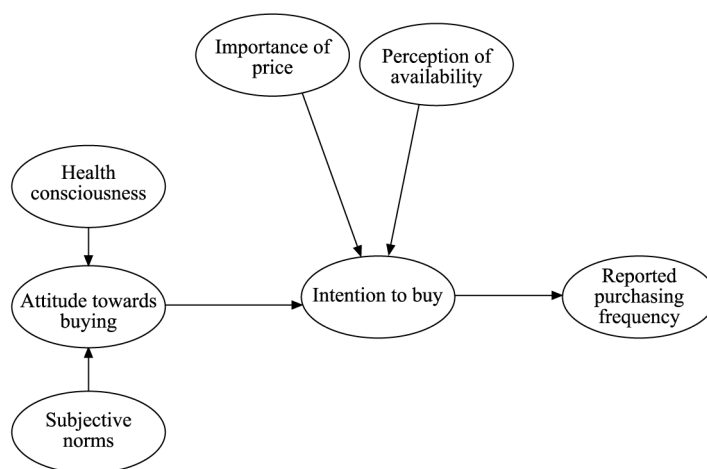 Importance of
price
Perception of
availability
Health
consciousness
Attitude towards
buying
Intention to buy
Reported
purchasing
frequency
Subjective
norms